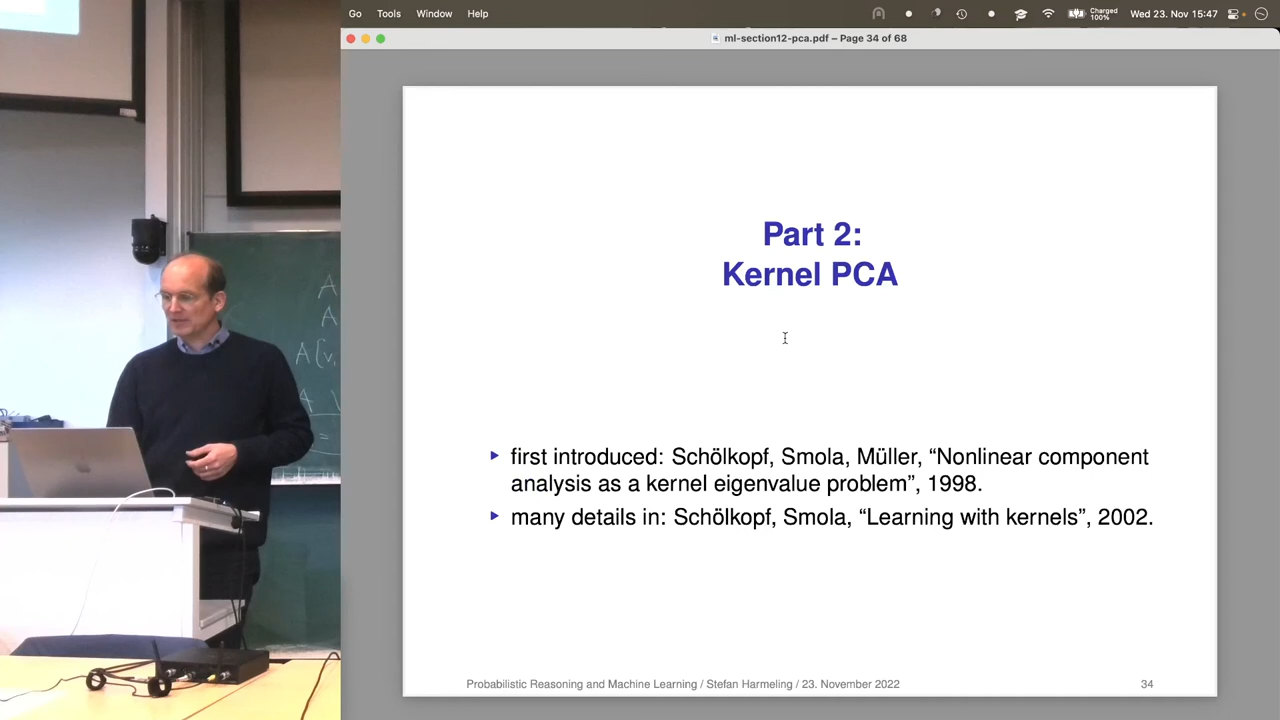 Go Tools Window Help Charged 100% Wed 23. Nov 15:47
ml-section12-pca.pdf – Page 34 of 68
Part 2:
Kernel PCA
first introduced: Schölkopf, Smola, Müller, “Nonlinear component
analysis as a kernel eigenvalue problem”, 1998.
many details in: Schölkopf, Smola, “Learning with kernels”, 2002.
Probabilistic Reasoning and Machine Learning / Stefan Harmeling / 23. November 2022 34
A
A
A[v,
A
=